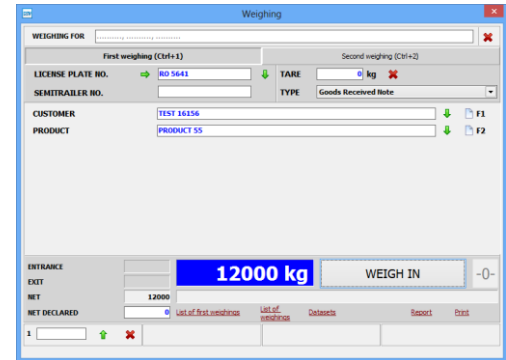 Weighing
WEIGHING FOR .........., .........., ..........
First weighing (Ctrl+1) Second weighing (Ctrl+2)
LICENSE PLATE NO. RO 5641 TARE 0 kg
SEMITRAILER NO. TYPE Goods Received Note
CUSTOMER TEST 16156 F1
PRODUCT PRODUCT 55 F2
ENTRANCE
12000 kg WEIGH IN -0-
EXIT
NET 12000
NET DECLARED 0 List of first weighings List of weighings Datasets Report Print
1